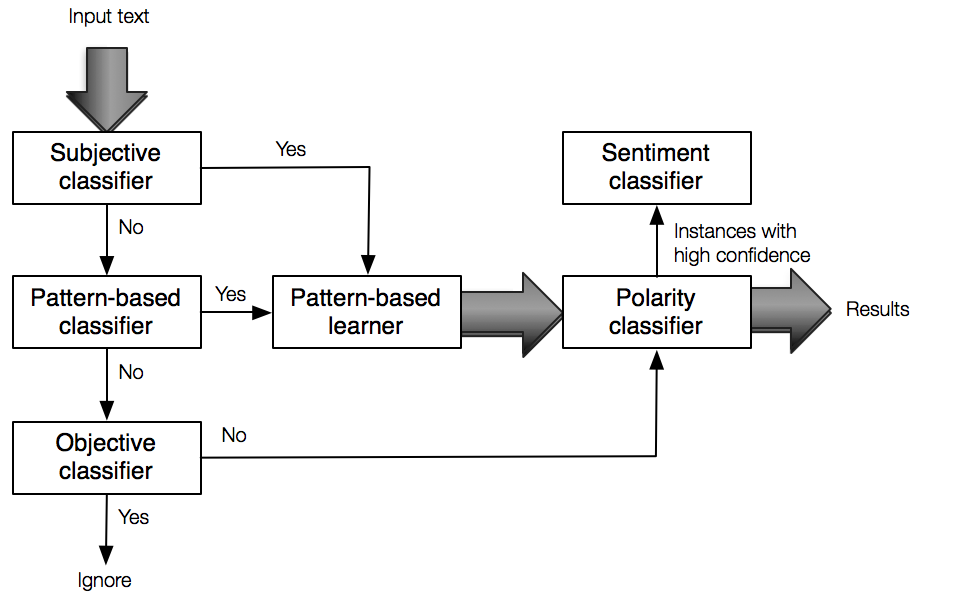 Input text
Subjective
classifier
Yes
Sentiment
classifier
No
Instances with
high confidence
Pattern-based
classifier
Yes
Pattern-based
learner
Polarity
classifier
Results
No
Objective
classifier
No
Yes
Ignore